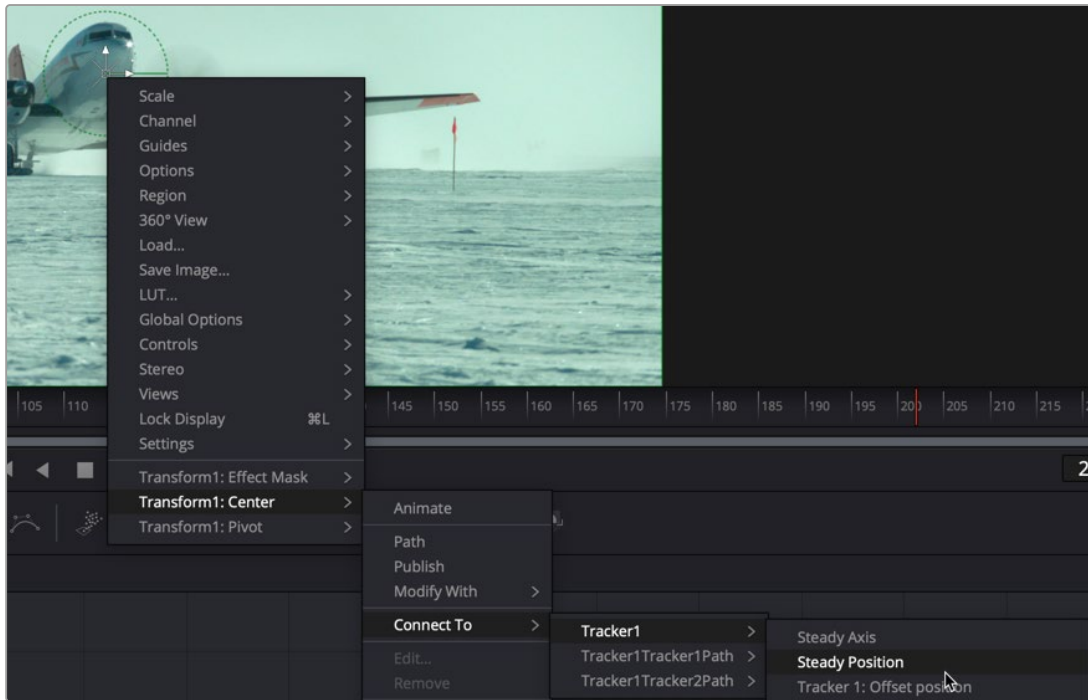 Scale
Channel
Guides
Options
Region
360° View
Load...
Save Image...
LUT...
Global Options
Controls
Stereo
Views
Lock Display ⌘L
Settings
105 110 145 150 155 160 165 170 175 180 185 190 195 200 205 210 215
Transform1: Effect Mask
Transform1: Center
Transform1: Pivot
Animate
Path
Publish
Modify With
Connect To
Edit...
Remove
Tracker1
Tracker1Tracker1Path
Tracker1Tracker2Path
Steady Axis
Steady Position
Tracker 1: Offset position